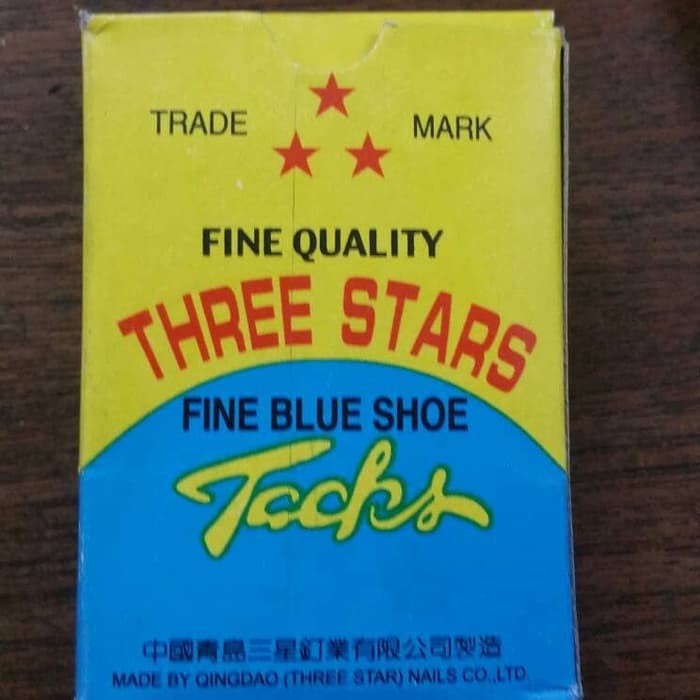 TRADE MARK
FINE QUALITY
THREE STARS
FINE BLUE SHOE
Tacks
中國青島三星釘業有限公司製造
MADE BY QINGDAO (THREE STAR) NAILS CO.,LTD.